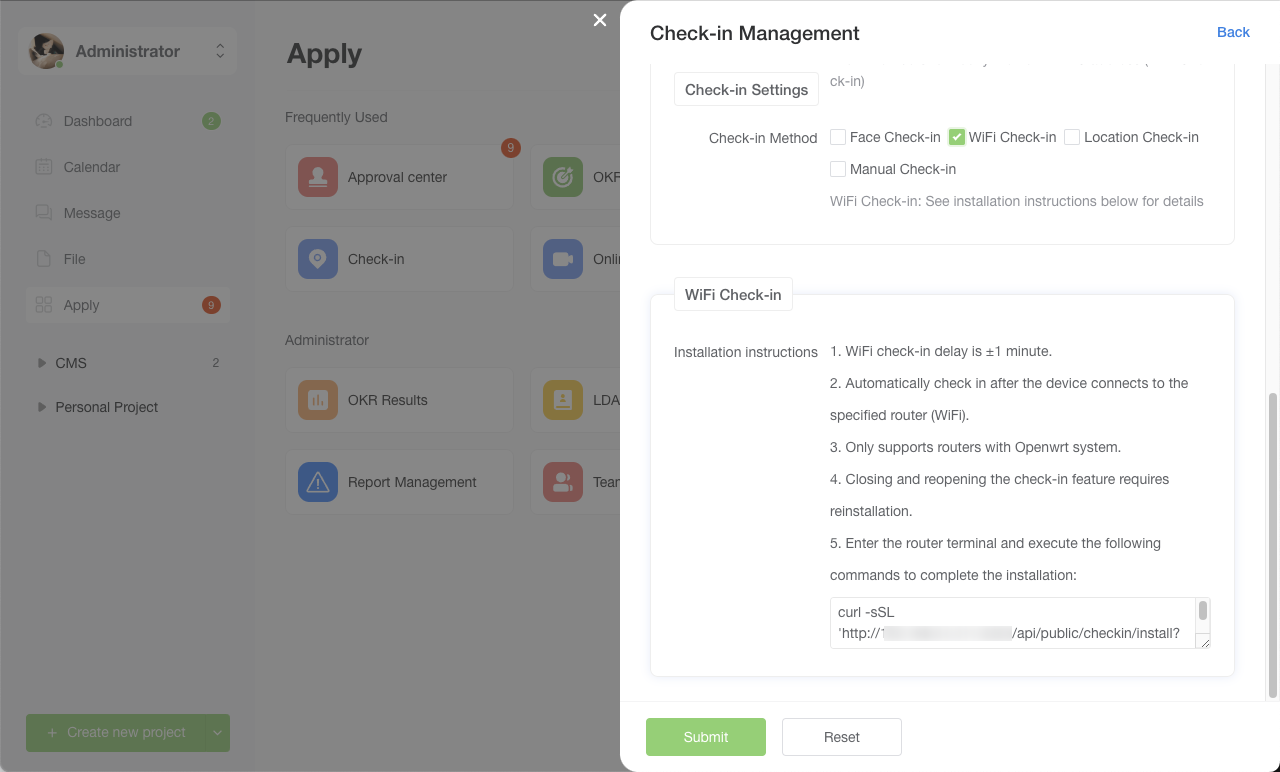 Administrator
Dashboard
2
Calendar
Message
File
Apply
9
CMS
2
Personal Project
+ Create new project
Apply
Frequently Used
Approval center
9
OKR
Check-in
Administrator
OKR Results
LDA
Report Management
Check-in Management
Back
ck-in)
Check-in Settings
Check-in Method
Face Check-in
WiFi Check-in
Location Check-in
Manual Check-in
WiFi Check-in: See installation instructions below for details
WiFi Check-in
Installation instructions
1. WiFi check-in delay is ±1 minute.
2. Automatically check in after the device connects to the
specified router (WiFi).
3. Only supports routers with Openwrt system.
4. Closing and reopening the check-in feature requires
reinstallation.
5. Enter the router terminal and execute the following
commands to complete the installation:
curl -sSL
'http:// /api/public/checkin/install?
Submit
Reset